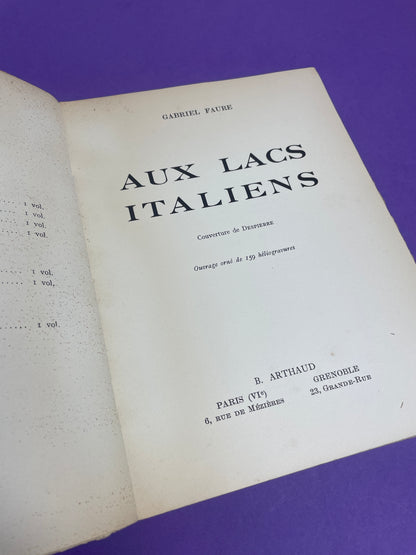 1 vol.
1 vol.
1 vol.
1 vol.
1 vol.
1 vol.
1 vol.
GABRIEL FAURE
AUX LACS
ITALIENS
Couverture de DESPIERRE
Ouvrage orné de 159 héliogravures
B. ARTHAUD
PARIS (VIe) GRENOBLE
6, RUE DE MÉZIÈRES 23, GRANDE-RUE